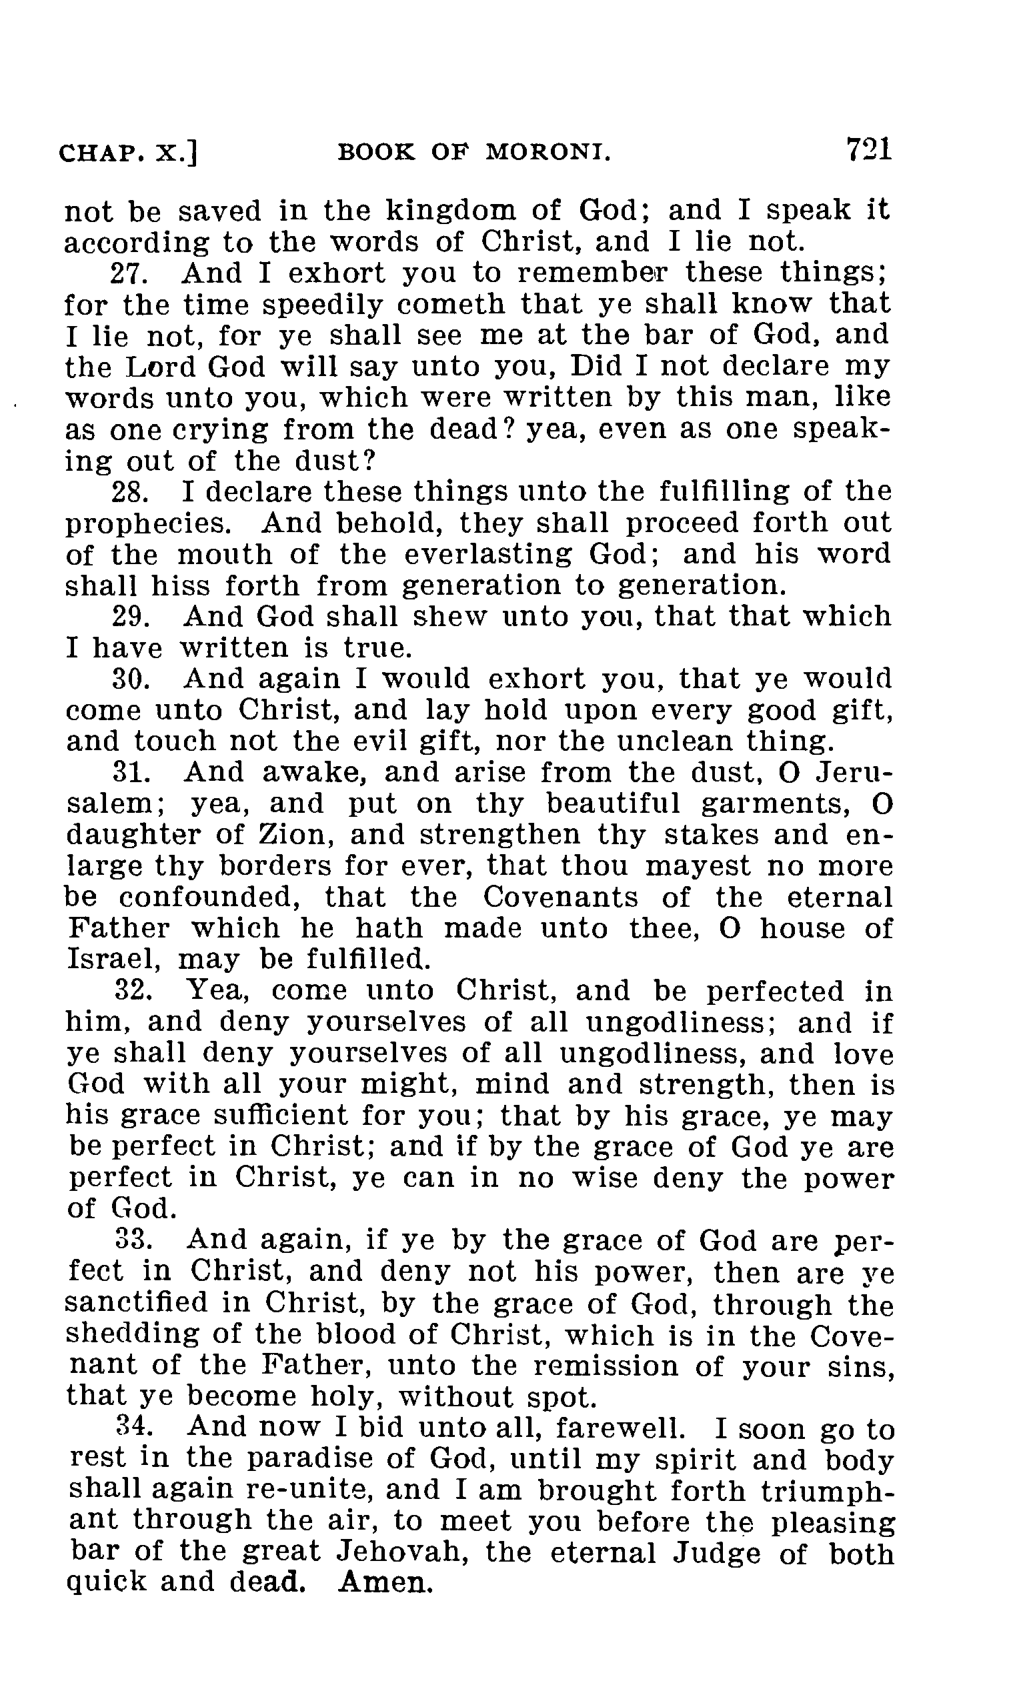 CHAP. X.] BOOK OF MORONI. 721
not be saved in the kingdom of God; and I speak it
according to the words of Christ, and I lie not.
27. And I exhort you to remember these things;
for the time speedily cometh that ye shall know that
I lie not, for ye shall see me at the bar of God, and
the Lord God will say unto you, Did I not declare my
words unto you, which were written by this man, like
as one crying from the dead? yea, even as one speak-
ing out of the dust?
28. I declare these things unto the fulfilling of the
prophecies. And behold, they shall proceed forth out
of the mouth of the everlasting God; and his word
shall hiss forth from generation to generation.
29. And God shall shew unto you, that that which
I have written is true.
30. And again I would exhort you, that ye would
come unto Christ, and lay hold upon every good gift,
and touch not the evil gift, nor the unclean thing.
31. And awake, and arise from the dust, O Jeru-
salem; yea, and put on thy beautiful garments, O
daughter of Zion, and strengthen thy stakes and en-
large thy borders for ever, that thou mayest no more
be confounded, that the Covenants of the eternal
Father which he hath made unto thee, O house of
Israel, may be fulfilled.
32. Yea, come unto Christ, and be perfected in
him, and deny yourselves of all ungodliness; and if
ye shall deny yourselves of all ungodliness, and love
God with all your might, mind and strength, then is
his grace sufficient for you; that by his grace, ye may
be perfect in Christ; and if by the grace of God ye are
perfect in Christ, ye can in no wise deny the power
of God.
33. And again, if ye by the grace of God are per-
fect in Christ, and deny not his power, then are ye
sanctified in Christ, by the grace of God, through the
shedding of the blood of Christ, which is in the Cove-
nant of the Father, unto the remission of your sins,
that ye become holy, without spot.
34. And now I bid unto all, farewell. I soon go to
rest in the paradise of God, until my spirit and body
shall again re-unite, and I am brought forth triumph-
ant through the air, to meet you before the pleasing
bar of the great Jehovah, the eternal Judge of both
quick and dead. Amen.